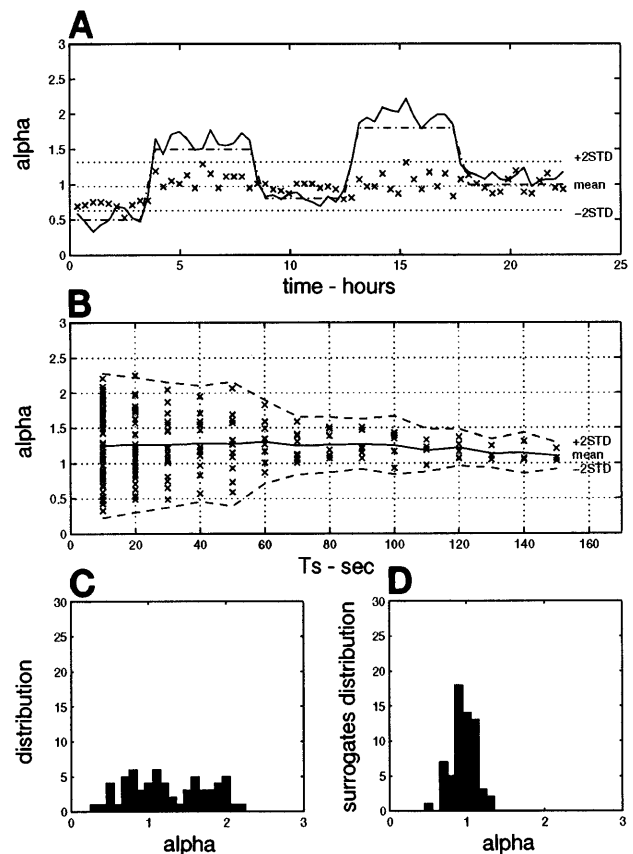 A
3
2.5
2
1.5
1
0.5
0
alpha
+2STD
mean
−2STD
0 5 10 15 20 25
time - hours
B
3
2.5
2
1.5
1
0.5
0
alpha
+2STD
mean
−2STD
0 20 40 60 80 100 120 140 160
Ts - sec
C
30
25
20
15
10
5
0
distribution
0 1 2 3
alpha
D
30
25
20
15
10
5
0
surrogates distribution
0 1 2 3
alpha